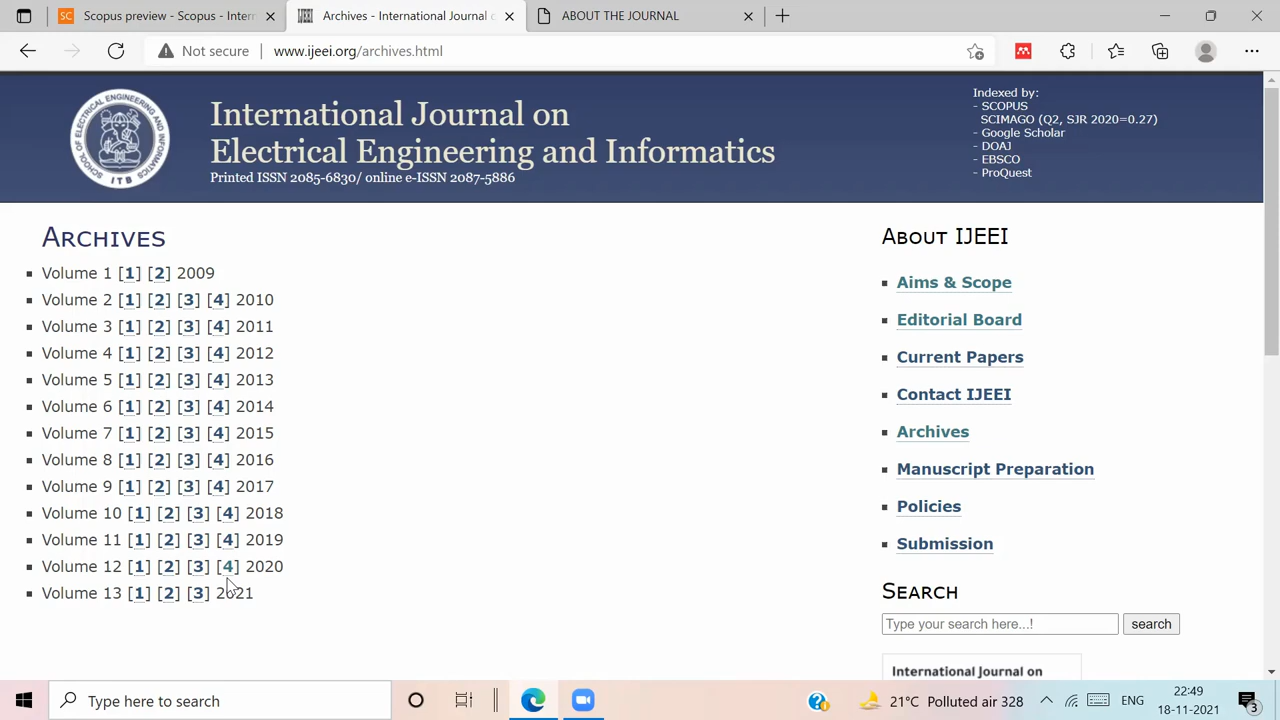 Scopus preview - Scopus - Intern
Archives - International Journal o
ABOUT THE JOURNAL
Not secure
www.ijeei.org/archives.html
International Journal on
Electrical Engineering and Informatics
Printed ISSN 2085-6830/ online e-ISSN 2087-5886
SCHOOL OF ELECTRICAL ENGINEERING AND INFORMATICS
ITB
Indexed by:
- SCOPUS
SCIMAGO (Q2, SJR 2020=0.27)
- Google Scholar
- DOAJ
- EBSCO
- ProQuest
Archives
Volume 1 [1] [2] 2009
Volume 2 [1] [2] [3] [4] 2010
Volume 3 [1] [2] [3] [4] 2011
Volume 4 [1] [2] [3] [4] 2012
Volume 5 [1] [2] [3] [4] 2013
Volume 6 [1] [2] [3] [4] 2014
Volume 7 [1] [2] [3] [4] 2015
Volume 8 [1] [2] [3] [4] 2016
Volume 9 [1] [2] [3] [4] 2017
Volume 10 [1] [2] [3] [4] 2018
Volume 11 [1] [2] [3] [4] 2019
Volume 12 [1] [2] [3] [4] 2020
Volume 13 [1] [2] [3] 2021
About IJEEI
Aims & Scope
Editorial Board
Current Papers
Contact IJEEI
Archives
Manuscript Preparation
Policies
Submission
Search
Type your search here...!
search
International Journal on
Type here to search
21°C Polluted air 328
ENG
22:49
18-11-2021
3